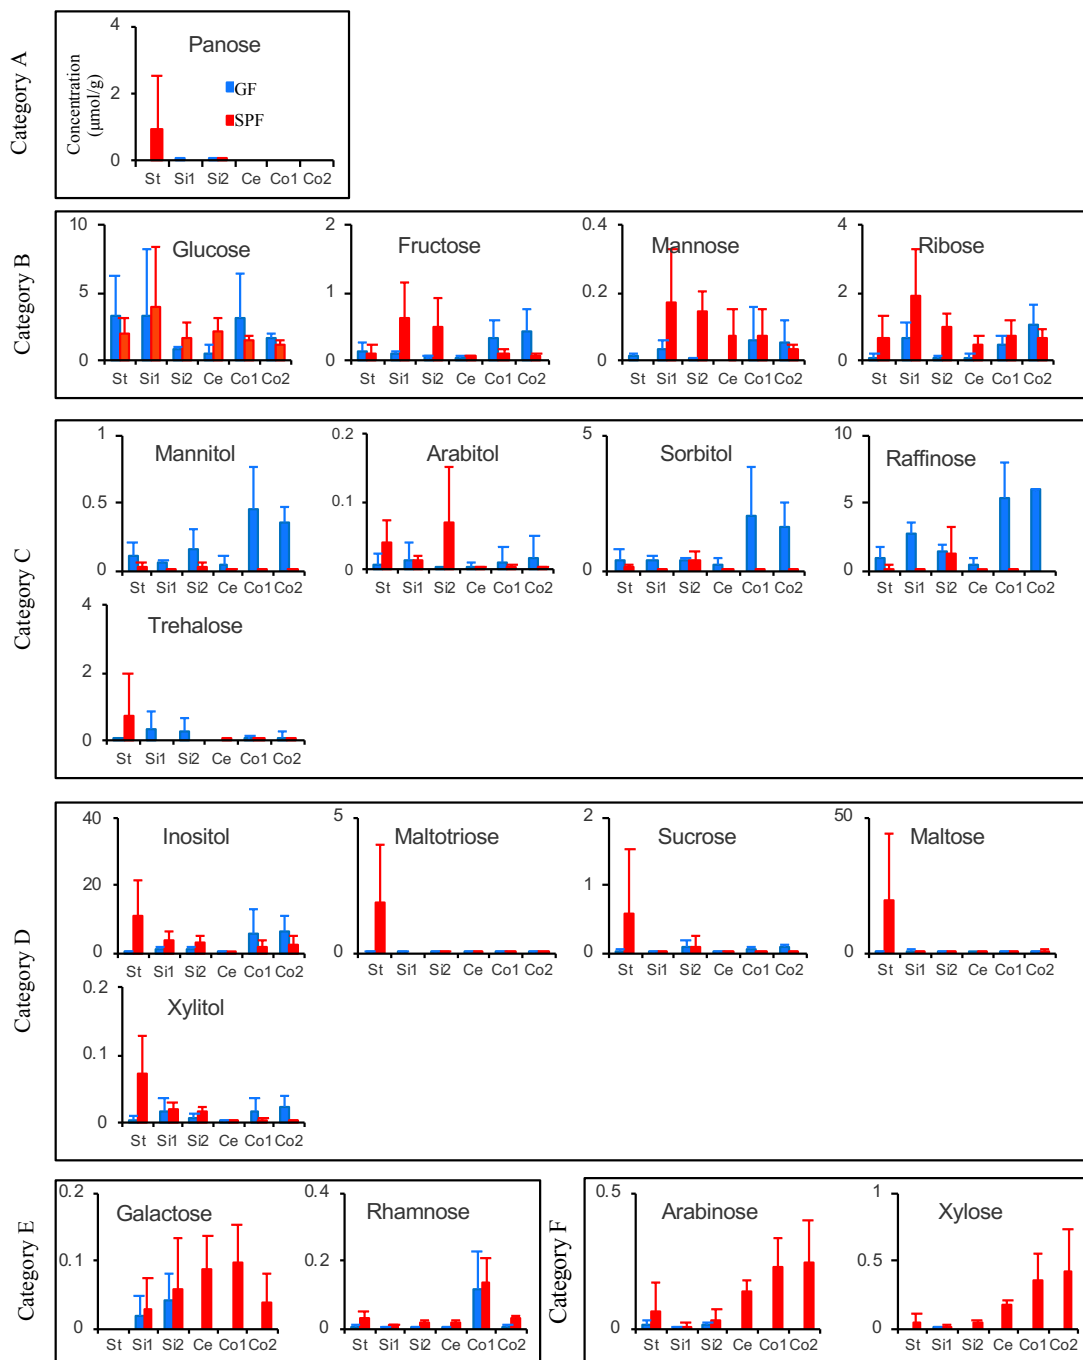 Category A
Concentration
(μmol/g)
4
2
0
Panose
GF
SPF
St Si1 Si2 Ce Co1 Co2
Category B
10
5
0
Glucose
St Si1 Si2 Ce Co1 Co2
2
1
0
Fructose
St Si1 Si2 Ce Co1 Co2
0.4
0.2
0
Mannose
St Si1 Si2 Ce Co1 Co2
4
2
0
Ribose
St Si1 Si2 Ce Co1 Co2
Category C
1
0.5
0
Mannitol
St Si1 Si2 Ce Co1 Co2
0.2
0.1
0
Arabitol
St Si1 Si2 Ce Co1 Co2
5
0
Sorbitol
St Si1 Si2 Ce Co1 Co2
10
5
0
Raffinose
St Si1 Si2 Ce Co1 Co2
4
2
0
Trehalose
St Si1 Si2 Ce Co1 Co2
Category D
40
20
0
Inositol
St Si1 Si2 Ce Co1 Co2
5
0
Maltotriose
St Si1 Si2 Ce Co1 Co2
2
1
0
Sucrose
St Si1 Si2 Ce Co1 Co2
50
0
Maltose
St Si1 Si2 Ce Co1 Co2
0.2
0.1
0
Xylitol
St Si1 Si2 Ce Co1 Co2
Category E
0.2
0.1
0
Galactose
St Si1 Si2 Ce Co1 Co2
0.4
0.2
0
Rhamnose
St Si1 Si2 Ce Co1 Co2
Category F
0.5
0
Arabinose
St Si1 Si2 Ce Co1 Co2
1
0.5
0
Xylose
St Si1 Si2 Ce Co1 Co2